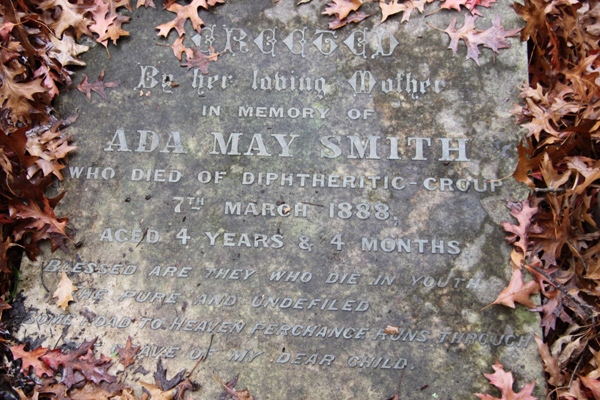 ERECTED
By her loving Mother
IN MEMORY OF
ADA MAY SMITH
WHO DIED OF DIPHTHERITIC-CROUP
7TH MARCH 1888,
AGED 4 YEARS & 4 MONTHS
BLESSED ARE THEY WHO DIE IN YOUTH
THE PURE AND UNDEFILED
SOME ROAD TO HEAVEN PERCHANCE RUNS THROUGH
GRAVE OF MY DEAR CHILD.